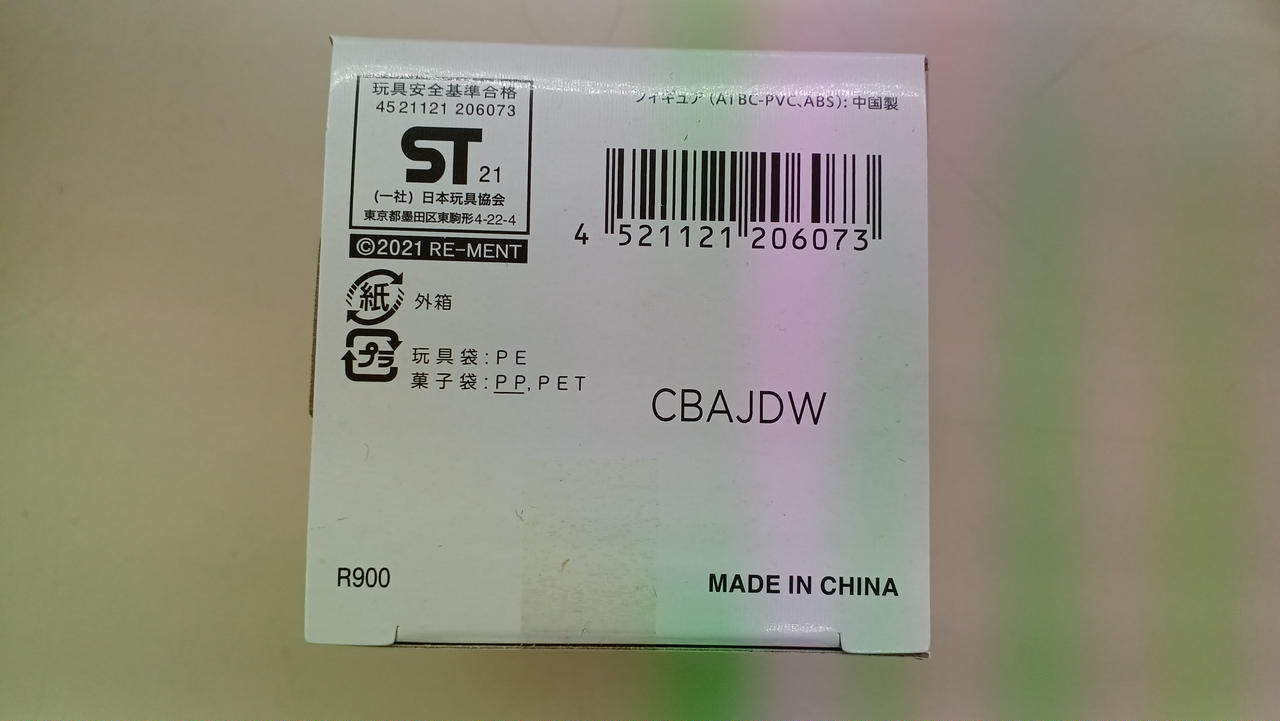 玩具安全基準合格
4521121 206073
ST 21
(一社) 日本玩具協会
東京都墨田区東駒形4-22-4
©2021 RE-MENT
フィギュア (ATBC-PVC、ABS): 中国製
4 521121 206073
紙 外箱
プラ 玩具袋: PE
菓子袋: PP, PET
CBAJDW
R900
MADE IN CHINA